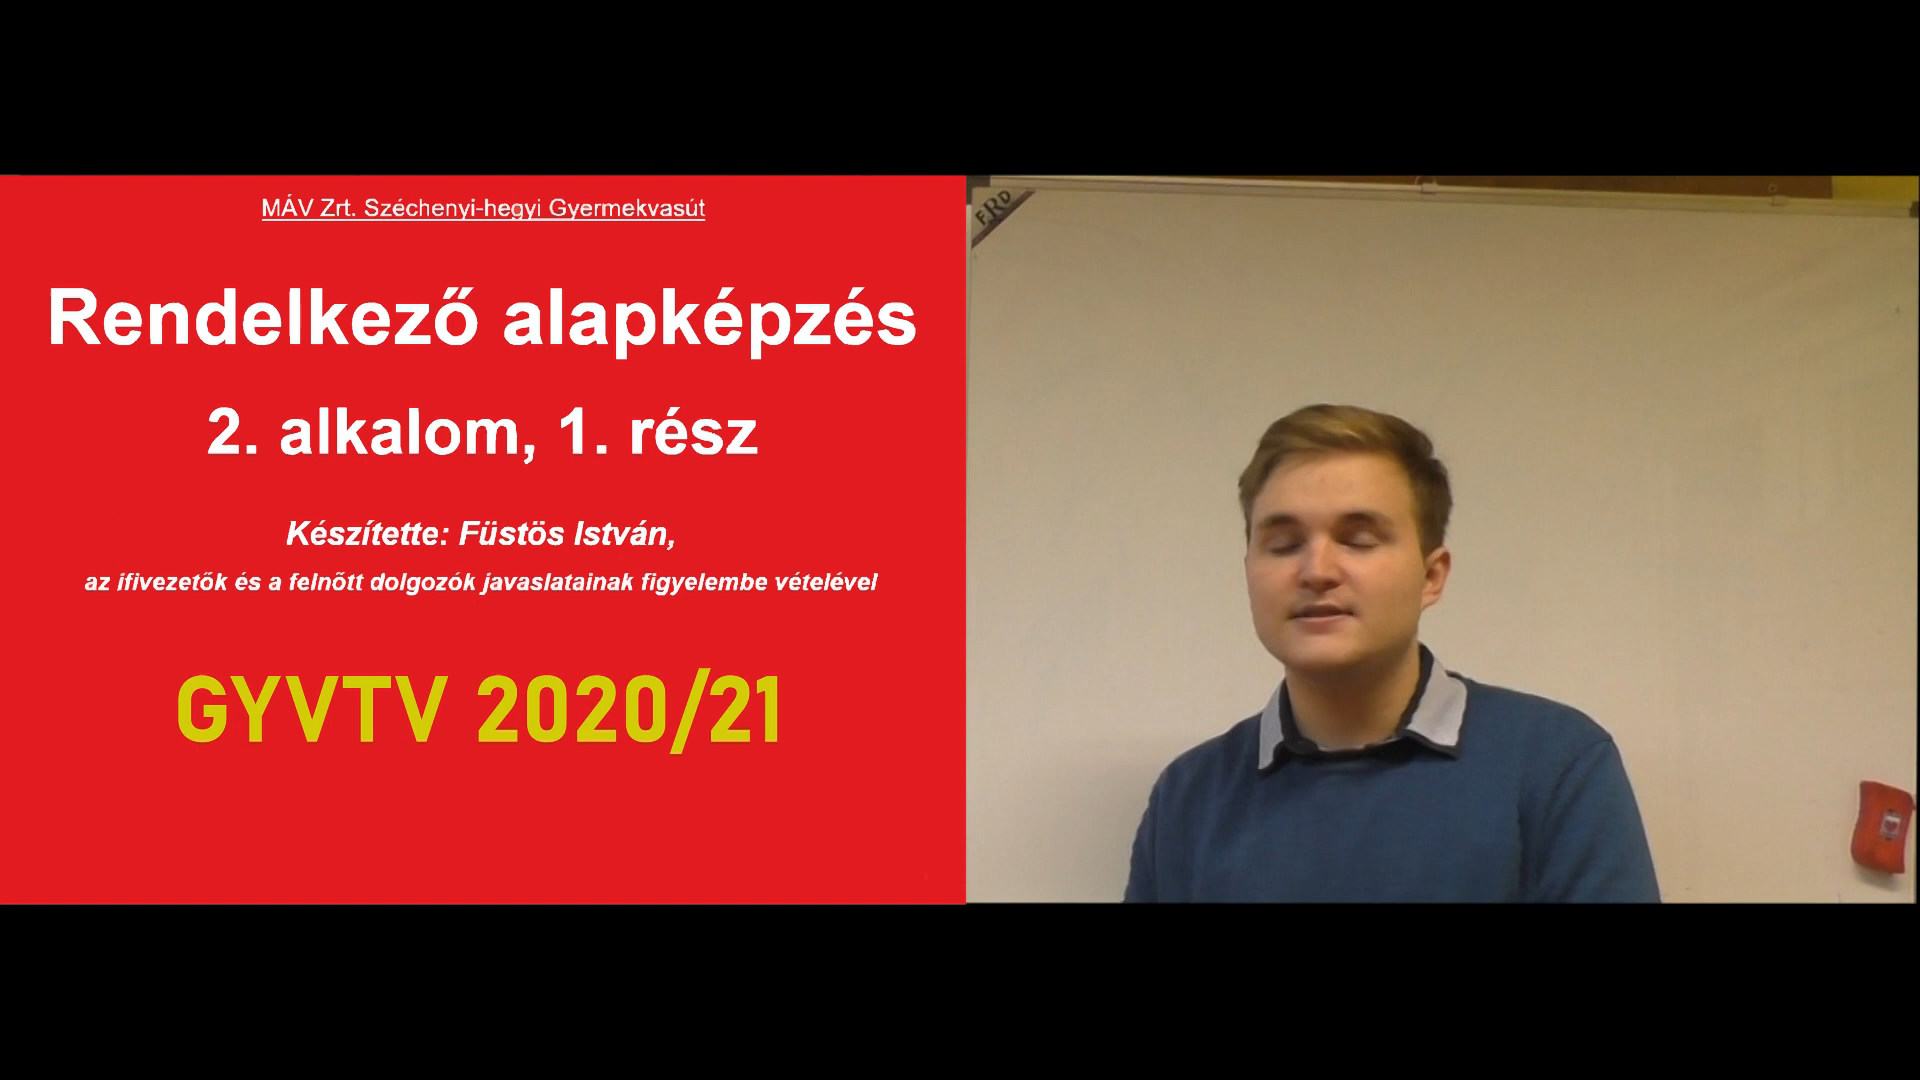 MÁV Zrt. Széchenyi-hegyi Gyermekvasút
Rendelkező alapképzés
2. alkalom, 1. rész
Készítette: Füstös István,
az ifivezetők és a felnőtt dolgozók javaslatainak figyelembe vételével
GYVTV 2020/21
FRD